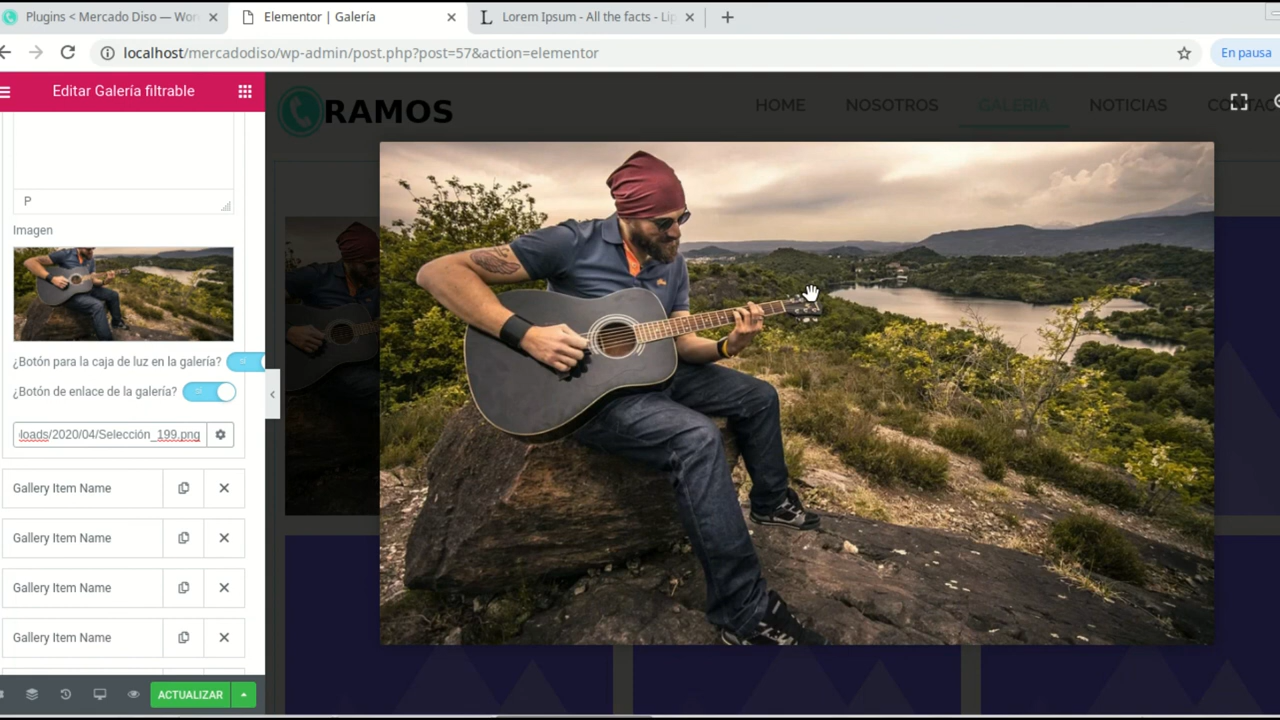 Plugins < Mercado Diso — Wor
Elementor | Galería
Lorem Ipsum - All the facts - Lip
localhost/mercadodiso/wp-admin/post.php?post=57&action=elementor
En pausa
Editar Galería filtrable
RAMOS
HOME
NOSOTROS
GALERIA
NOTICIAS
CONTAC
P
Imagen
¿Botón para la caja de luz en la galería?
¿Botón de enlace de la galería?
loads/2020/04/Selección_199.png
Gallery Item Name
Gallery Item Name
Gallery Item Name
Gallery Item Name
ACTUALIZAR